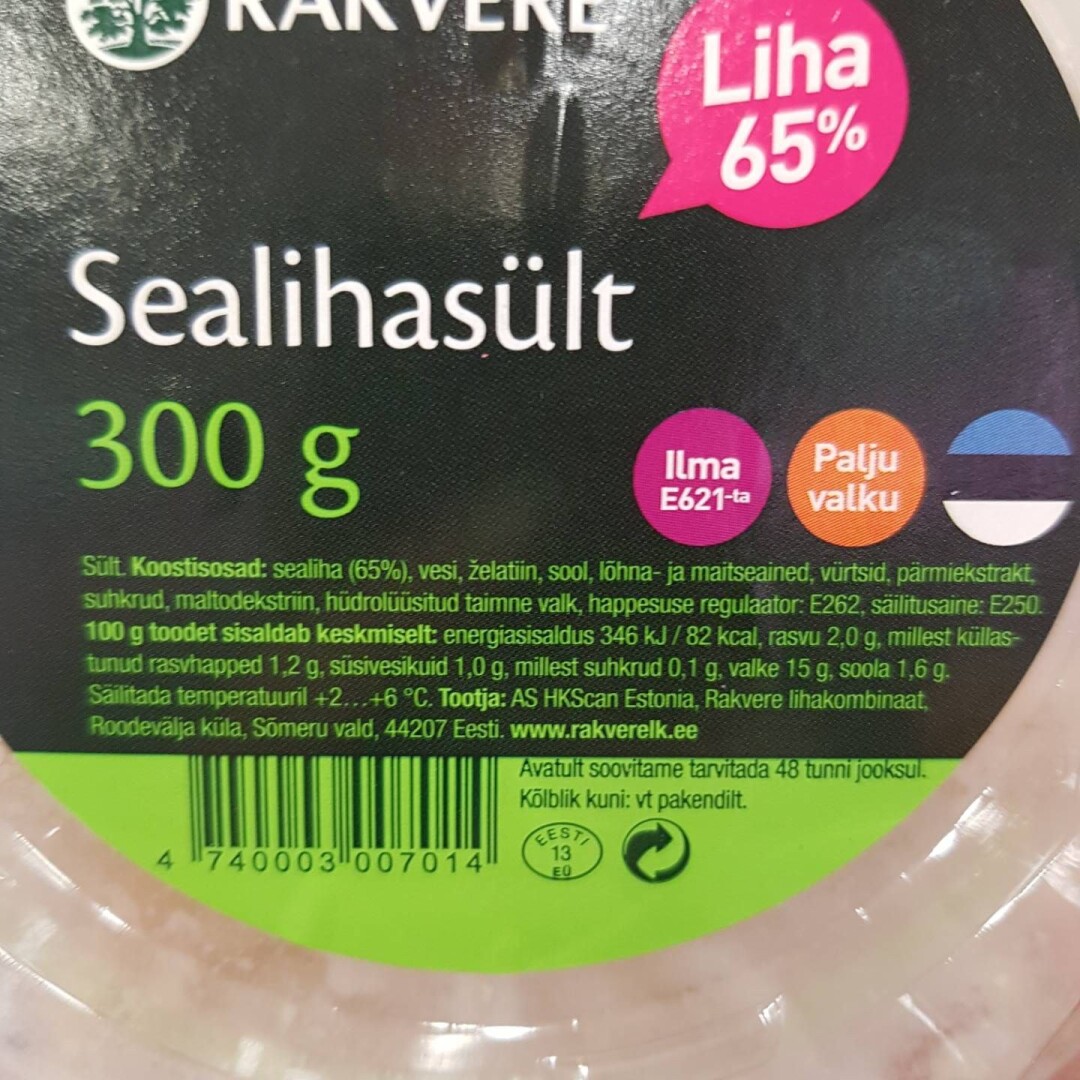 RAKVERE
Liha
65%
Sealihasült
300 g
Ilma
E621-ta
Palju
valku
Sült. Koostisosad: sealiha (65%), vesi, želatiin, sool, lõhna- ja maitseained, vürtsid, pärmiekstrakt,
suhkrud, maltodekstriin, hüdrolüüsitud taimne valk, happesuse regulaator: E262, säilitusaine: E250.
100 g toodet sisaldab keskmiselt: energiasisaldus 346 kJ / 82 kcal, rasvu 2,0 g, millest küllas-
tunud rasvhapped 1,2 g, süsivesikuid 1,0 g, millest suhkrud 0,1 g, valke 15 g, soola 1,6 g.
Säilitada temperatuuril +2...+6 °C. Tootja: AS HKScan Estonia, Rakvere lihakombinaat,
Roodevälja küla, Sõmeru vald, 44207 Eesti. www.rakverelk.ee
Avatult soovitame tarvitada 48 tunni jooksul.
Kõlblik kuni: vt pakendilt.
4 740003 007014
EESTI
13
EÜ